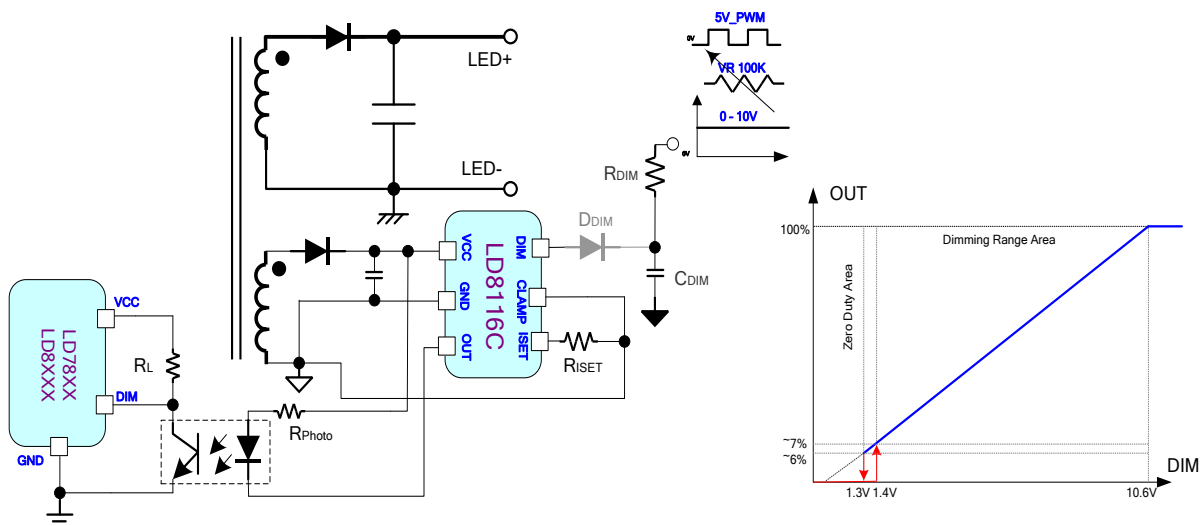 5V_PWM
0V
VR 100K
0 - 10V
0V
LED+
LED-
RDIM
DDIM
CDIM
VCC
GND
OUT
LD8116C
DIM
CLAMP
ISET
RISET
VCC
LD78XX
LD8XXX
DIM
GND
RL
RPhoto
OUT
100%
Dimming Range Area
Zero Duty Area
~7%
~6%
DIM
1.3V
1.4V
10.6V